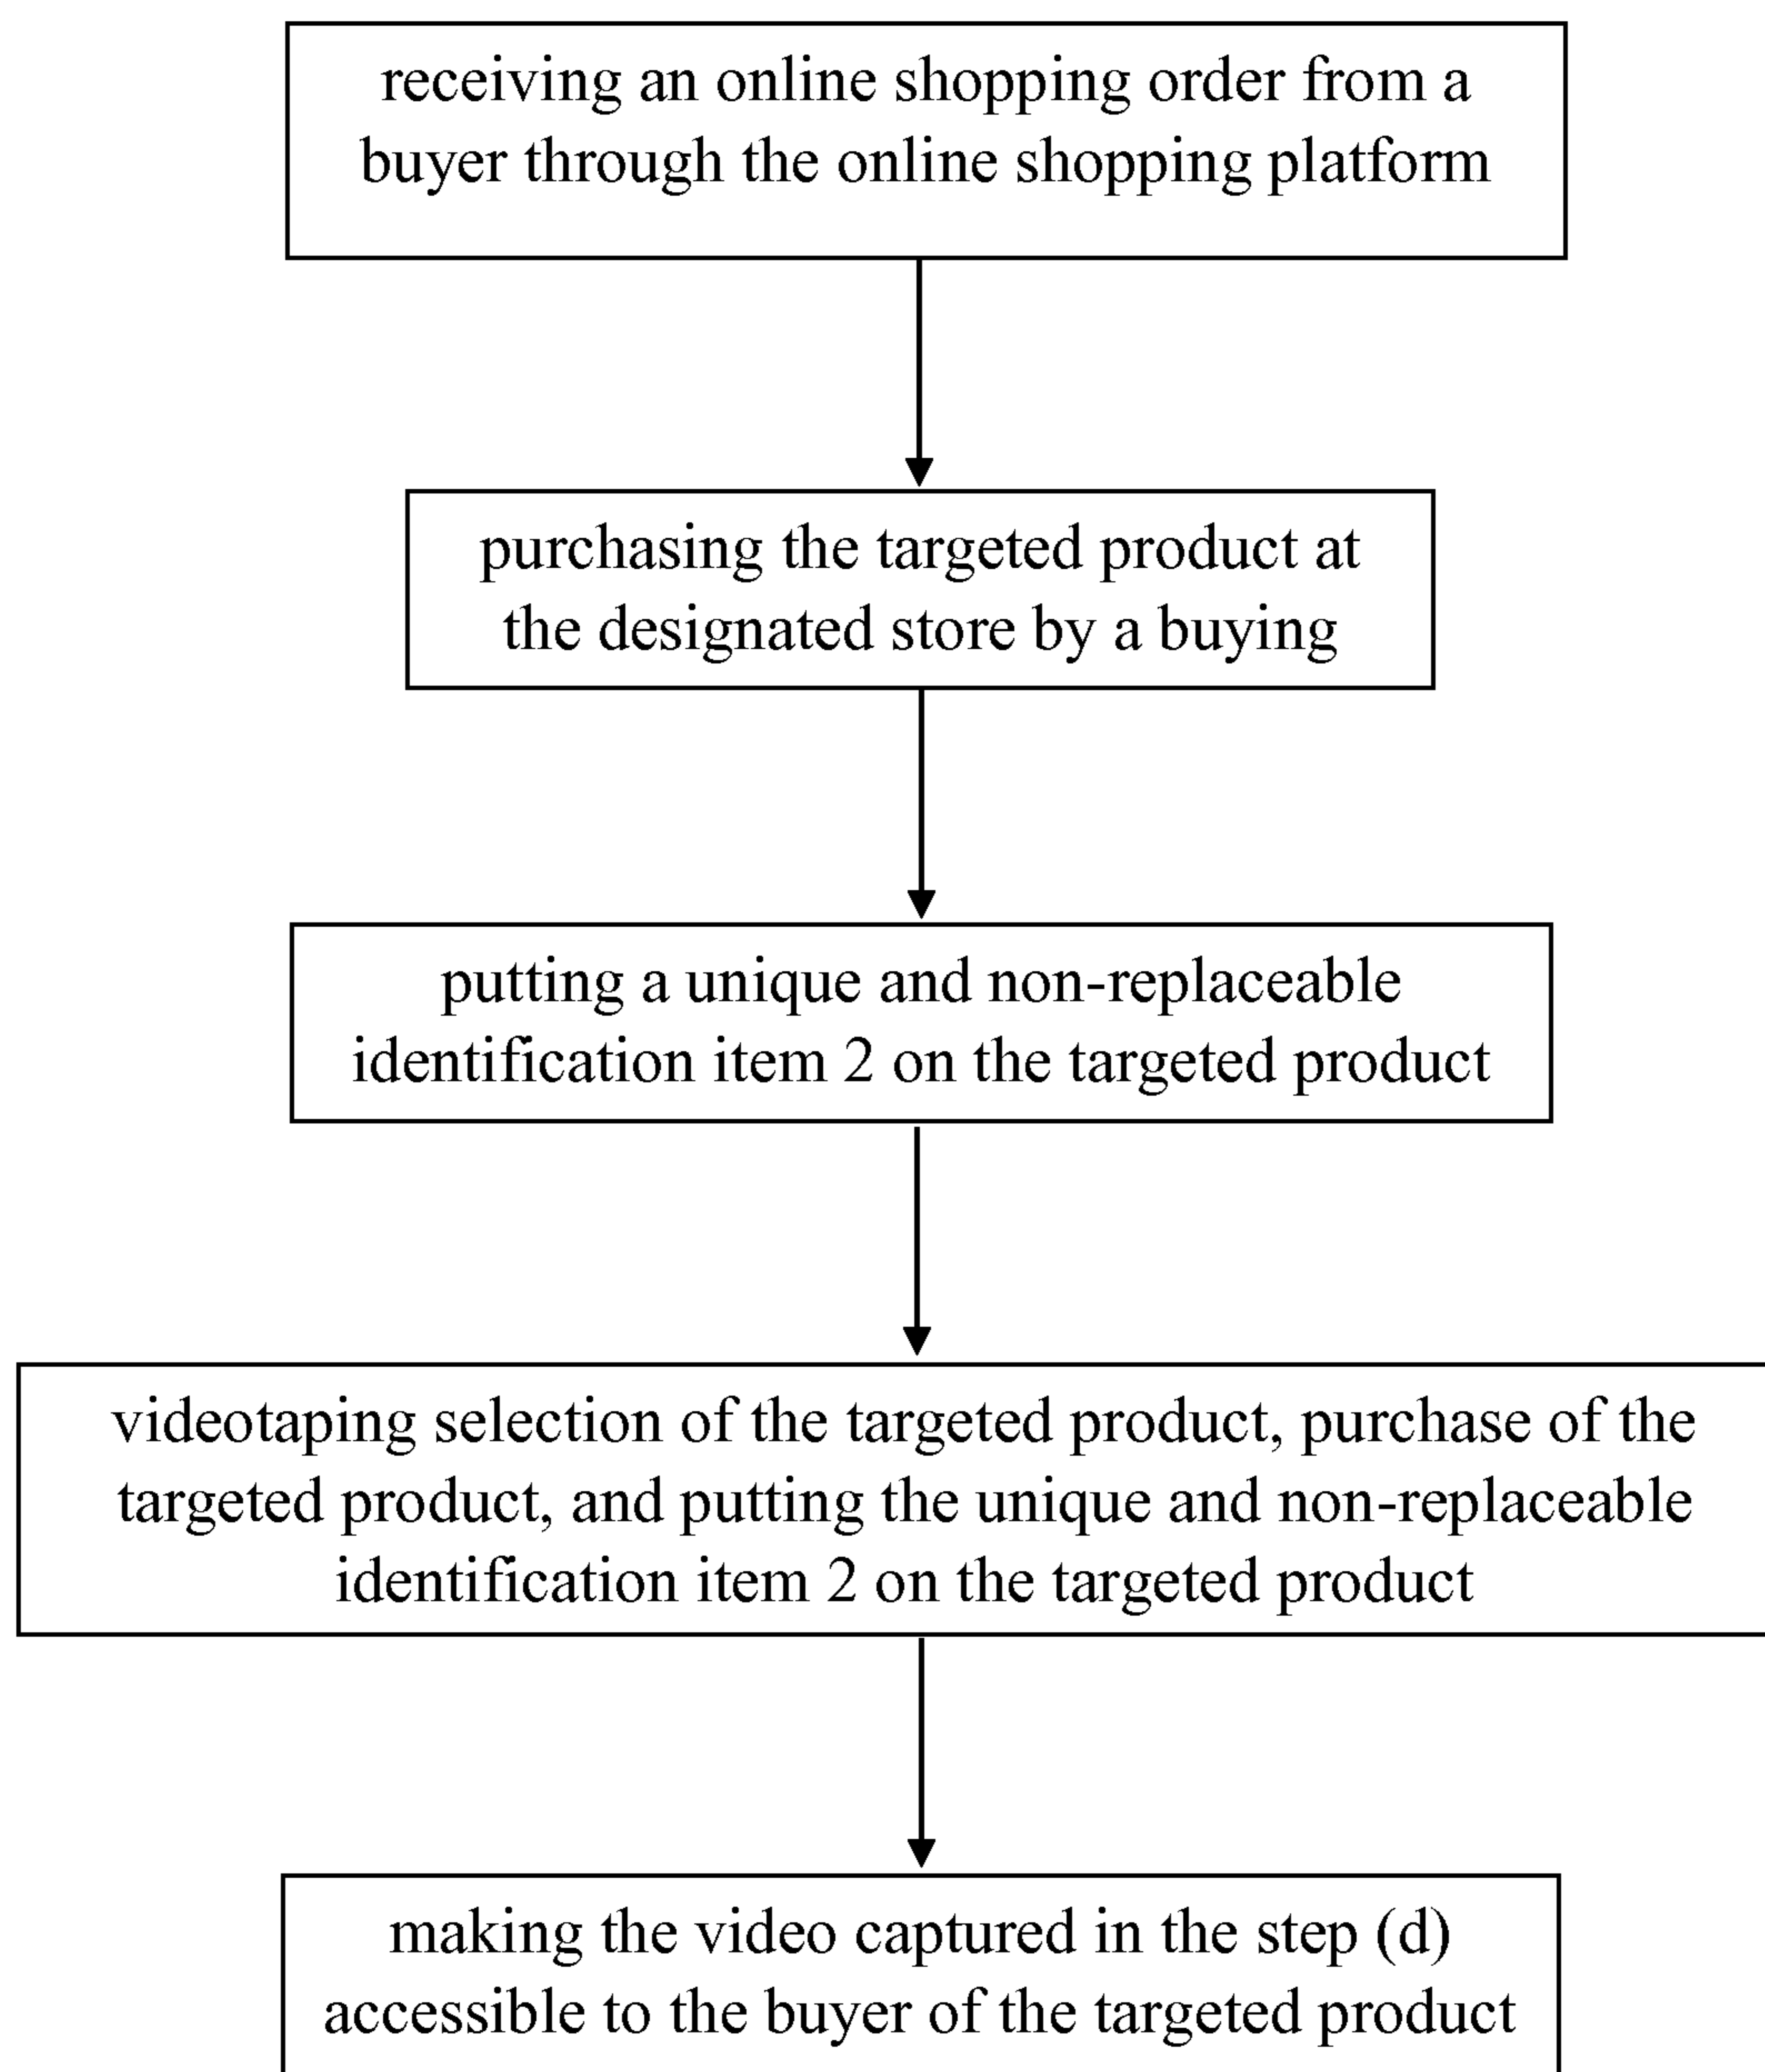 receiving an online shopping order from a
buyer through the online shopping platform
purchasing the targeted product at
the designated store by a buying
putting a unique and non-replaceable
identification item 2 on the targeted product
videotaping selection of the targeted product, purchase of the
targeted product, and putting the unique and non-replaceable
identification item 2 on the targeted product
making the video captured in the step (d)
accessible to the buyer of the targeted product